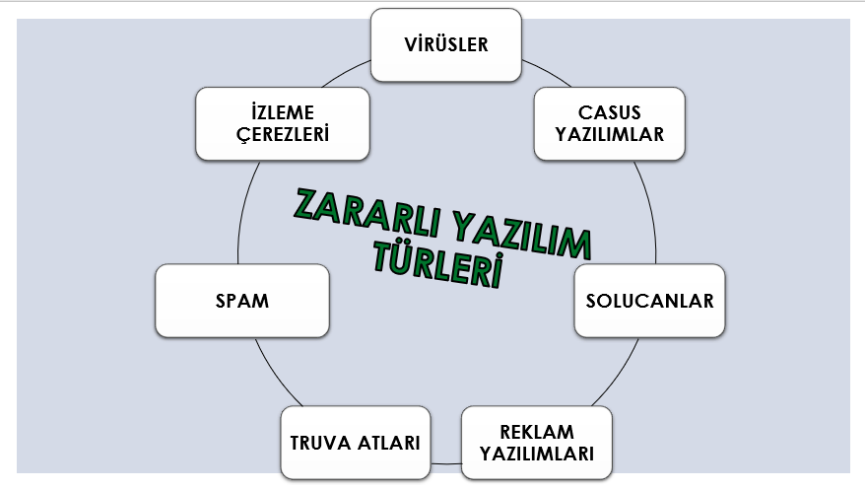 VİRÜSLER
CASUS
YAZILIMLAR
SOLUCANLAR
REKLAM
YAZILIMLARI
TRUVA ATLARI
SPAM
İZLEME
ÇEREZLERİ
ZARARLI YAZILIM
TÜRLERİ